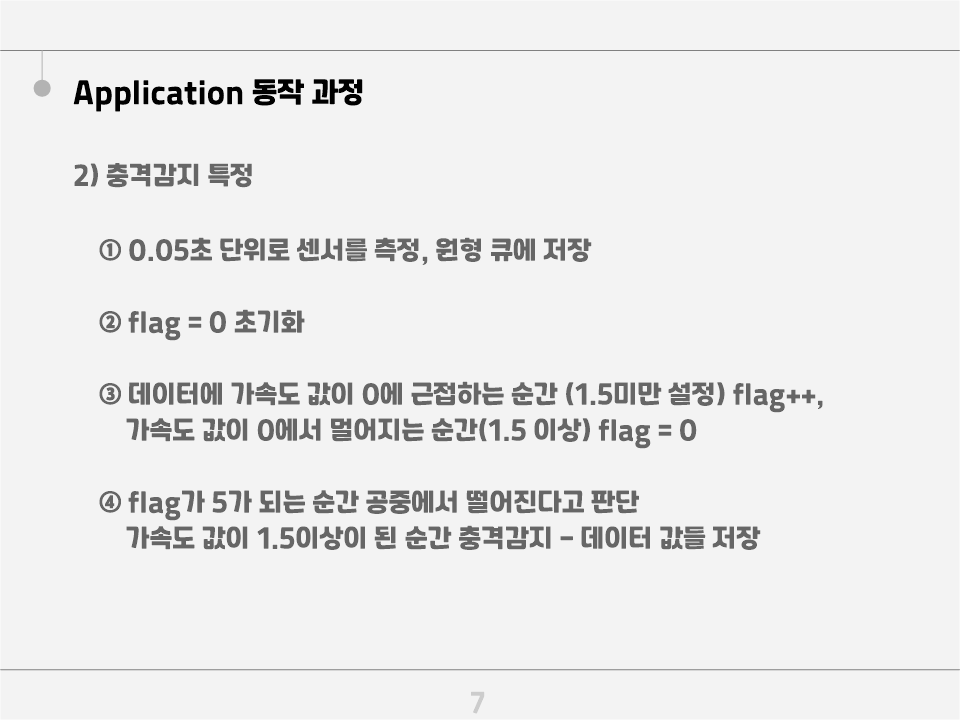 Application 동작 과정
2) 충격감지 특정
① 0.05초 단위로 센서를 측정, 원형 큐에 저장
② flag = 0 초기화
③ 데이터에 가속도 값이 0에 근접하는 순간 (1.5미만 설정) flag++,
가속도 값이 0에서 멀어지는 순간(1.5 이상) flag = 0
④ flag가 5가 되는 순간 공중에서 떨어진다고 판단
가속도 값이 1.5이상이 된 순간 충격감지 - 데이터 값들 저장
7